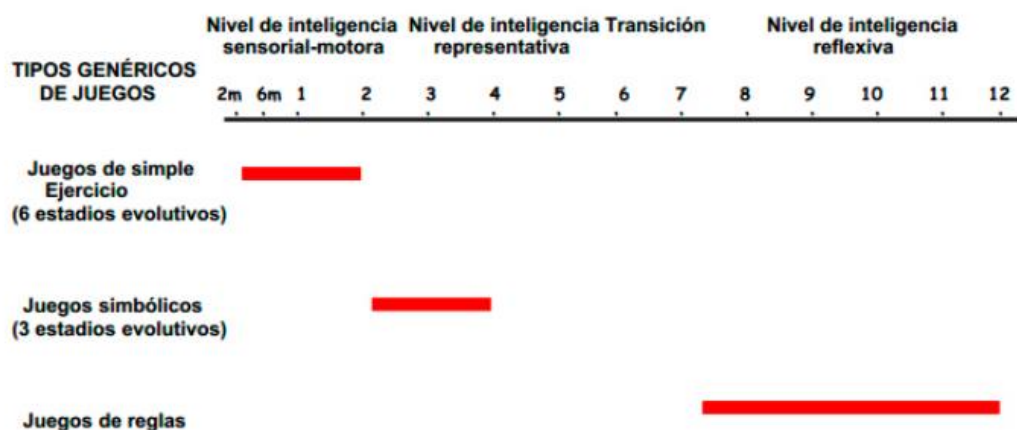 Nivel de inteligencia Nivel de inteligencia Transición Nivel de inteligencia
sensorial-motora representativa reflexiva
TIPOS GENÉRICOS
DE JUEGOS
2m 6m 1 2 3 4 5 6 7 8 9 10 11 12
Juegos de simple
Ejercicio
(6 estadios evolutivos)
Juegos simbólicos
(3 estadios evolutivos)
Juegos de reglas